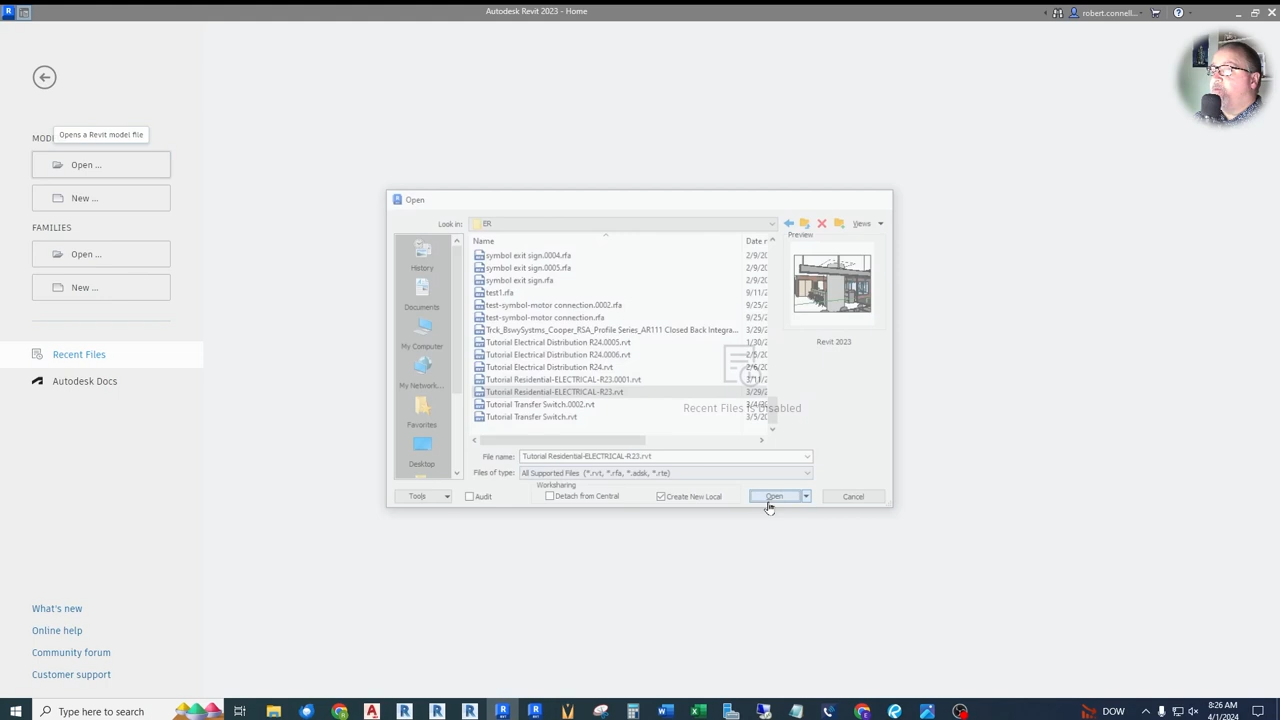 Autodesk Revit 2023 - Home
robert.connell...
Opens a Revit model file
Open ...
New ...
FAMILIES
Open ...
New ...
Recent Files
Autodesk Docs
What's new
Online help
Community forum
Customer support
Open
Look in:
ER
Views
Name
Preview
History
Documents
My Computer
My Network...
Favorites
Desktop
symbol exit sign.0004.rfa
symbol exit sign.0005.rfa
symbol exit sign.rfa
test1.rfa
test-symbol-motor connection.0002.rfa
test-symbol-motor connection.rfa
Trck_BswySystms_Cooper_RSA_Profile Series_AR111 Closed Back Integra...
Tutorial Electrical Distribution R24.0005.rvt
Tutorial Electrical Distribution R24.0006.rvt
Tutorial Electrical Distribution R24.rvt
Tutorial Residential-ELECTRICAL-R23.0001.rvt
Tutorial Residential-ELECTRICAL-R23.rvt
Tutorial Transfer Switch.0002.rvt
Tutorial Transfer Switch.rvt
Revit 2023
Recent Files is Disabled
File name:
Tutorial Residential-ELECTRICAL-R23.rvt
Files of type:
All Supported Files (*.rvt, *.rfa, *.adsk, *.rte)
Worksharing
Tools
Audit
Detach from Central
Create New Local
Open
Cancel
Type here to search
DOW
8:26 AM
4/1/2024